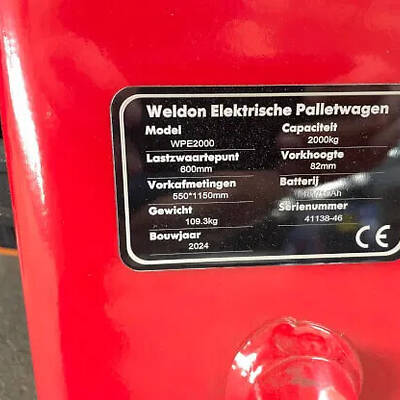 Weldon Elektrische Palletwagen
Model Capaciteit
WPE2000 2000kg
Lastzwaartepunt Vorkhoogte
600mm 82mm
Vorkafmetingen Batterij
550*1150mm
Gewicht Serienummer
109.3kg 41138-46
Bouwjaar
2024
CE